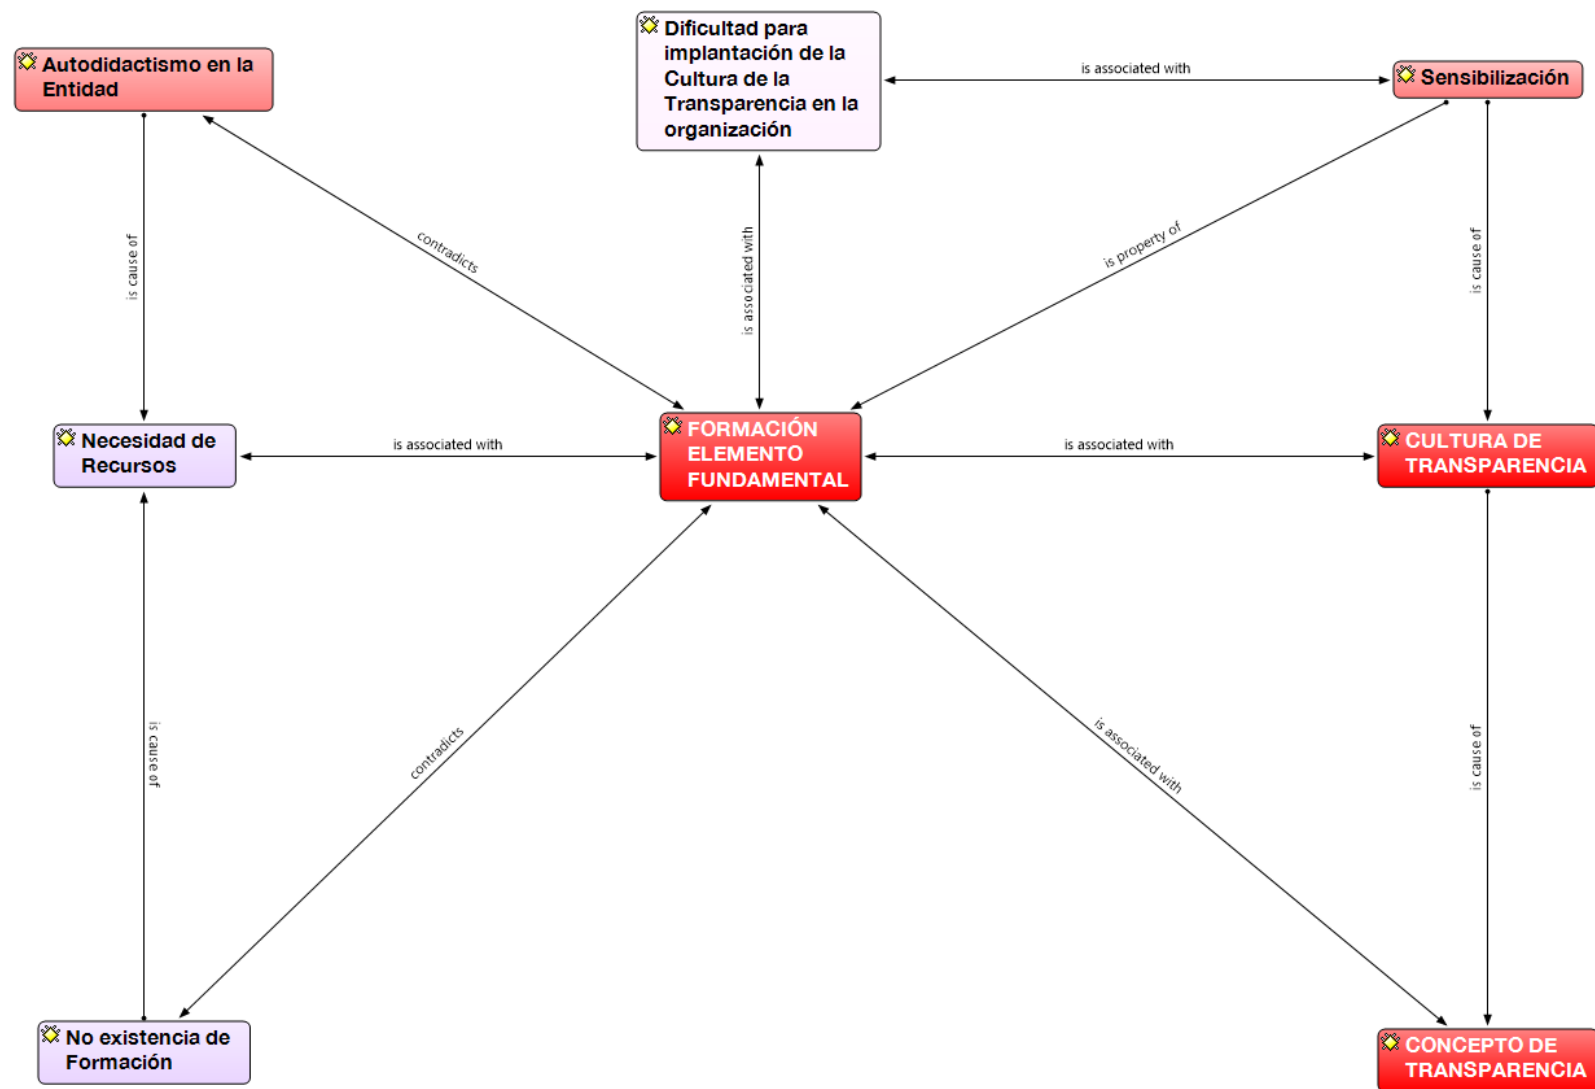 Autodidactismo en la
Entidad
Dificultad para
implantación de la
Cultura de la
Transparencia en la
organización
is associated with
Sensibilización
is cause of
contradicts
is associated with
is property of
is cause of
Necesidad de
Recursos
is associated with
FORMACIÓN
ELEMENTO
FUNDAMENTAL
is associated with
CULTURA DE
TRANSPARENCIA
is cause of
contradicts
is associated with
is cause of
No existencia de
Formación
CONCEPTO DE
TRANSPARENCIA